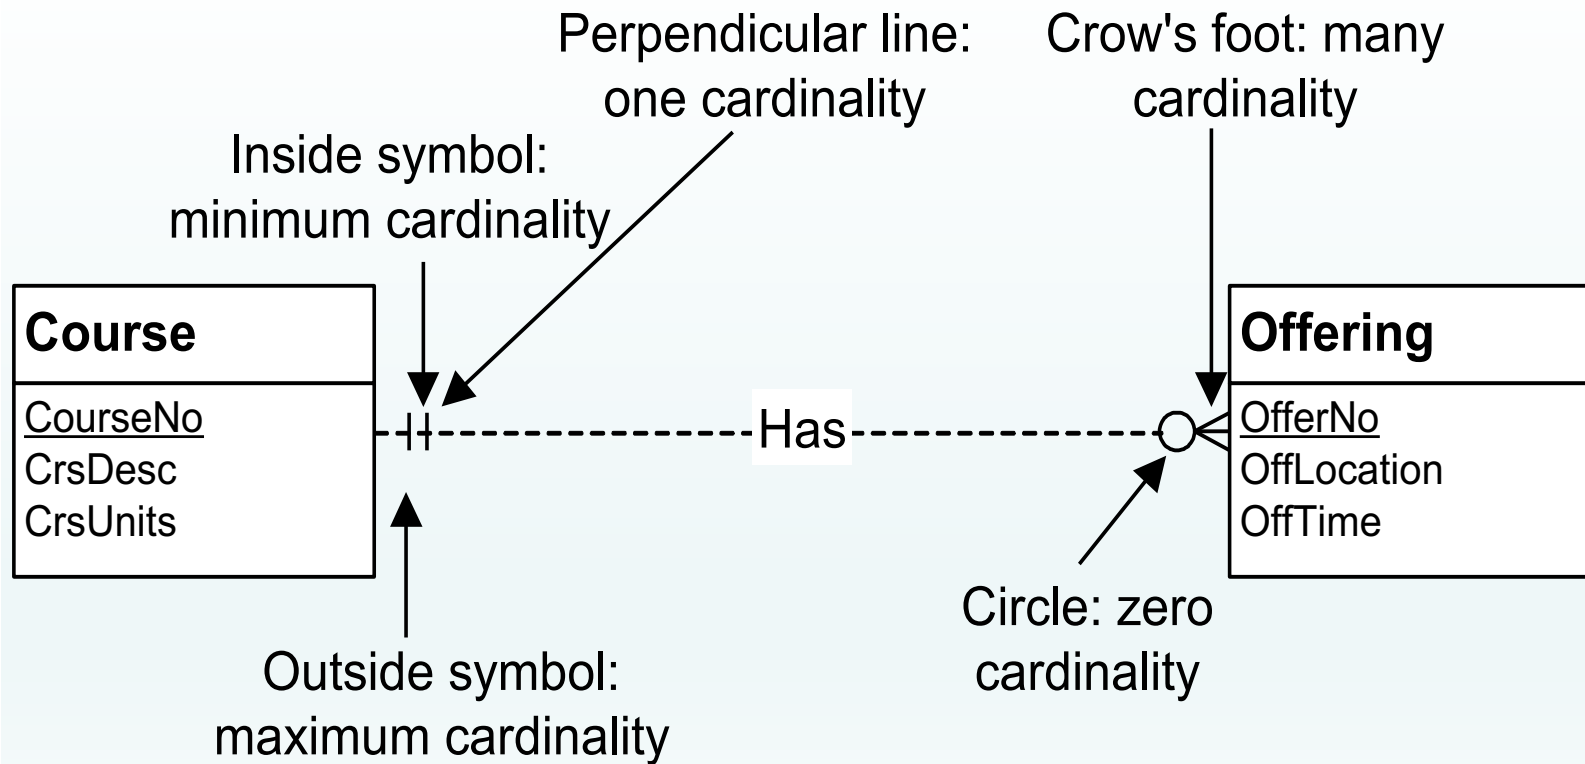 Perpendicular line:
one cardinality
Crow's foot: many
cardinality
Inside symbol:
minimum cardinality
Course
CourseNo
CrsDesc
CrsUnits
Has
Offering
OfferNo
OffLocation
OffTime
Outside symbol:
maximum cardinality
Circle: zero
cardinality